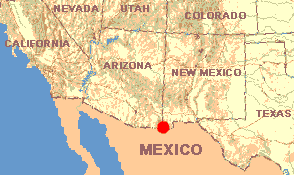 NEVADA UTAH COLORADO
CALIFORNIA
ARIZONA NEW MEXICO
TEXAS
MEXICO